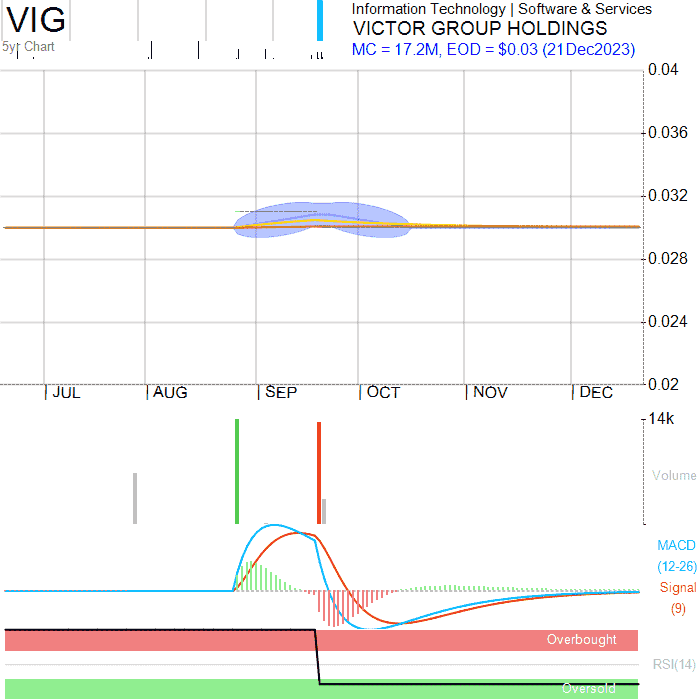 VIG
Information Technology | Software & Services
VICTOR GROUP HOLDINGS
5yr Chart
MC = 17.2M, EOD = $0.03 (21Dec2023)
0.04
0.036
0.032
0.028
0.024
0.02
JUL AUG SEP OCT NOV DEC
14k
Volume
MACD
(12-26)
Signal
(9)
Overbought
RSI(14)
Oversold